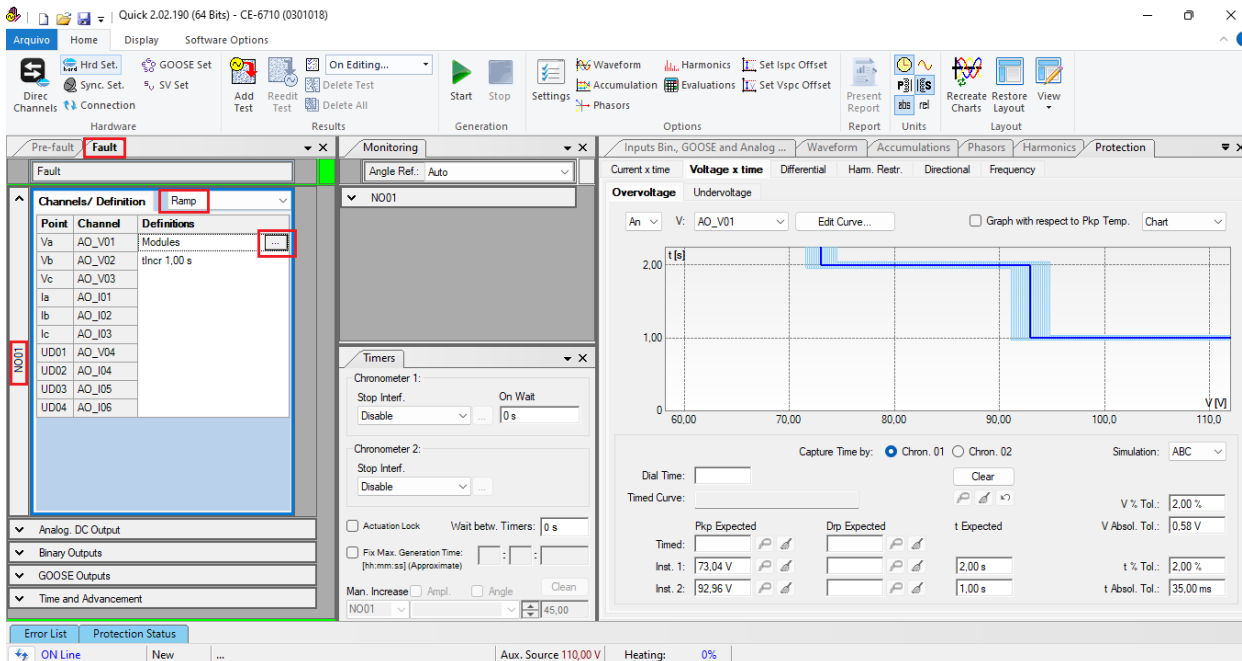 Quick 2.02.190 (64 Bits) - CE-6710 (0301018)
Arquivo Home Display Software Options
Direc Channels
Hrd Set.
Sync. Set.
Connection
GOOSE Set
SV Set
Hardware
Add Test
Reedit Test
On Editing...
Delete Test
Delete All
Results
Start
Stop
Generation
Settings
Waveform
Accumulation
Phasors
Harmonics
Evaluations
Set Ispc Offset
Set Vspc Offset
Options
Present Report
Report
abs rel
Units
Recreate Charts
Restore Layout
View
Layout
Pre-fault Fault
Fault
Channels/ Definition Ramp
Point Channel Definitions
Va AO_V01 Modules ...
Vb AO_V02 tIncr 1,00 s
Vc AO_V03
Ia AO_I01
Ib AO_I02
Ic AO_I03
UD01 AO_V04
UD02 AO_I04
UD03 AO_I05
UD04 AO_I06
NO01
Analog. DC Output
Binary Outputs
GOOSE Outputs
Time and Advancement
Monitoring
Angle Ref.: Auto
NO01
Timers
Chronometer 1:
Stop Interf. On Wait
Disable ... 0 s
Chronometer 2:
Stop Interf.
Disable ...
Actuation Lock Wait betw. Timers: 0 s
Fix Max. Generation Time: : :
[hh:mm:ss] (Approximate)
Man. Increase Ampl. Angle Clean
NO01 45,00
Inputs Bin., GOOSE and Analog ... Waveform Accumulations Phasors Harmonics Protection
Current x time Voltage x time Differential Harm. Restr. Directional Frequency
Overvoltage Undervoltage
An V: AO_V01 Edit Curve... Graph with respect to Pkp Temp. Chart
t [s]
2,00
1,00
0
60,00 70,00 80,00 90,00 100,0 110,0
V [V]
Capture Time by: Chron. 01 Chron. 02 Simulation: ABC
Dial Time: Clear
Timed Curve:
V % Tol.: 2,00 %
Pkp Expected Drp Expected t Expected V Absol. Tol.: 0,58 V
Timed:
Inst. 1: 73,04 V 2,00 s t % Tol.: 2,00 %
Inst. 2: 92,96 V 1,00 s t Absol. Tol.: 35,00 ms
Error List Protection Status
ON Line New ... Aux. Source 110,00 V Heating: 0%